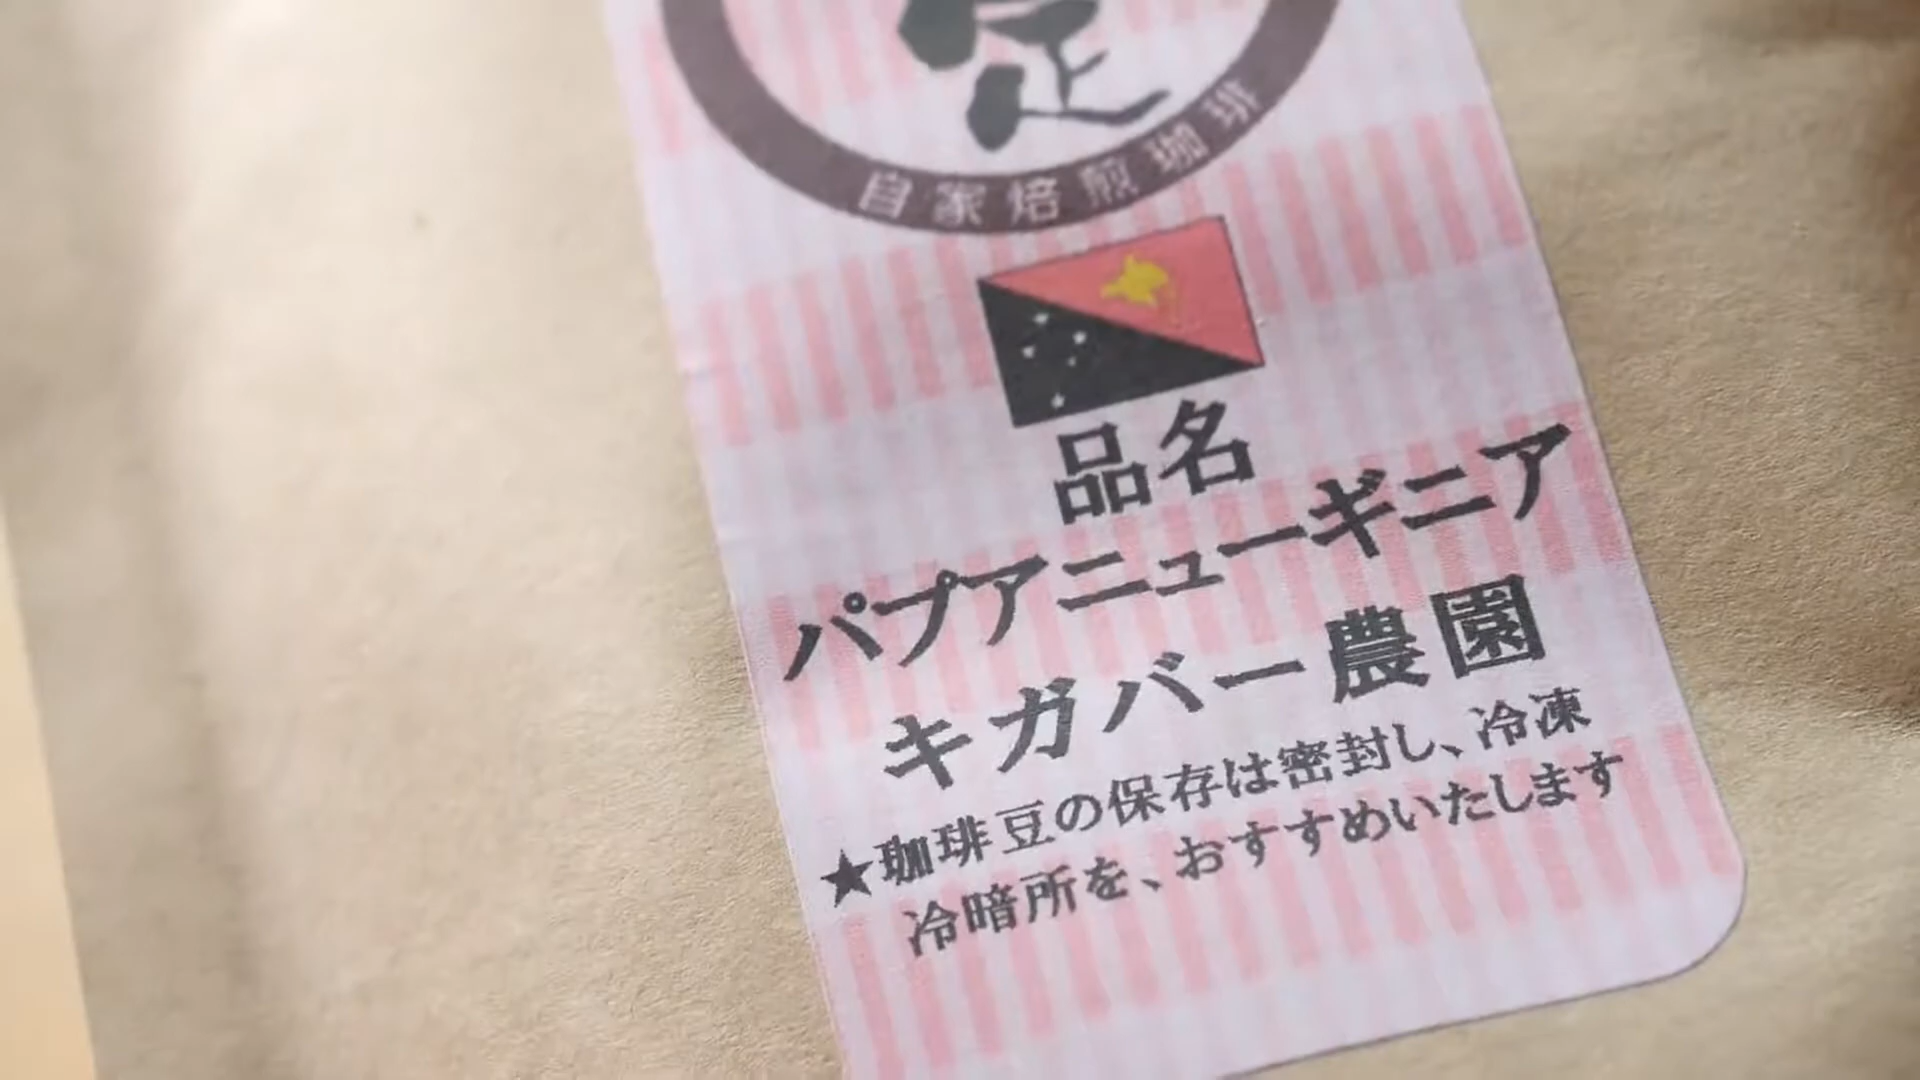 自家焙煎珈琲
品名
パプアニューギニア
キガバー農園
★珈琲豆の保存は密封し、冷凍
冷暗所を、おすすめいたします